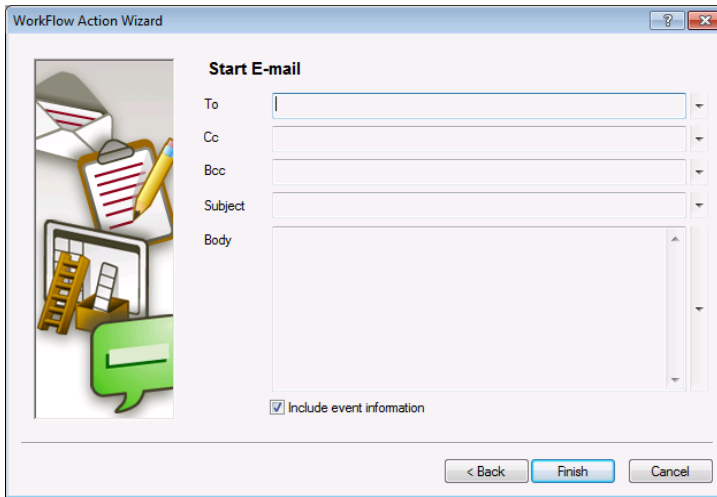 WorkFlow Action Wizard
Start E-mail
To
Cc
Bcc
Subject
Body
Include event information
< Back Finish Cancel